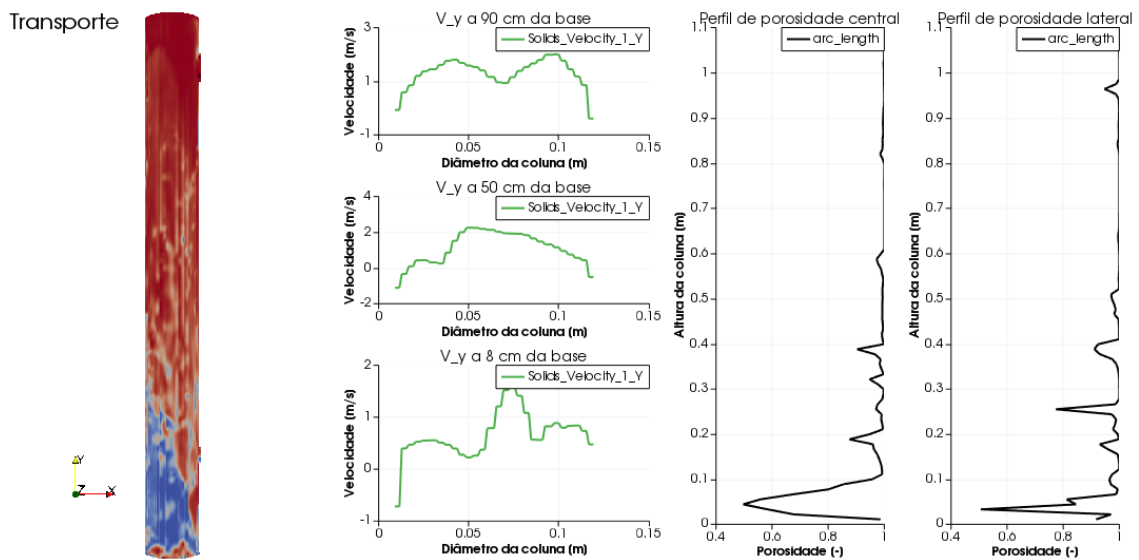 Transporte
V_y a 90 cm da base
Solids_Velocity_1_Y
Velocidade (m/s)
3
1
-1
0
0.05
0.1
0.15
Diâmetro da coluna (m)
V_y a 50 cm da base
Solids_Velocity_1_Y
Velocidade (m/s)
4
2
0
-2
0
0.05
0.1
0.15
Diâmetro da coluna (m)
V_y a 8 cm da base
Solids_Velocity_1_Y
Velocidade (m/s)
2
1
0
-1
0
0.05
0.1
0.15
Diâmetro da coluna (m)
Perfil de porosidade central
arc_length
Altura da coluna (m)
1.1
1
0.9
0.8
0.7
0.6
0.5
0.4
0.3
0.2
0.1
0
0.4
0.6
0.8
1
Porosidade (-)
Perfil de porosidade lateral
arc_length
Altura da coluna (m)
1.1
1
0.9
0.8
0.7
0.6
0.5
0.4
0.3
0.2
0.1
0
0.4
0.6
0.8
1
Porosidade (-)
Y
Z
X